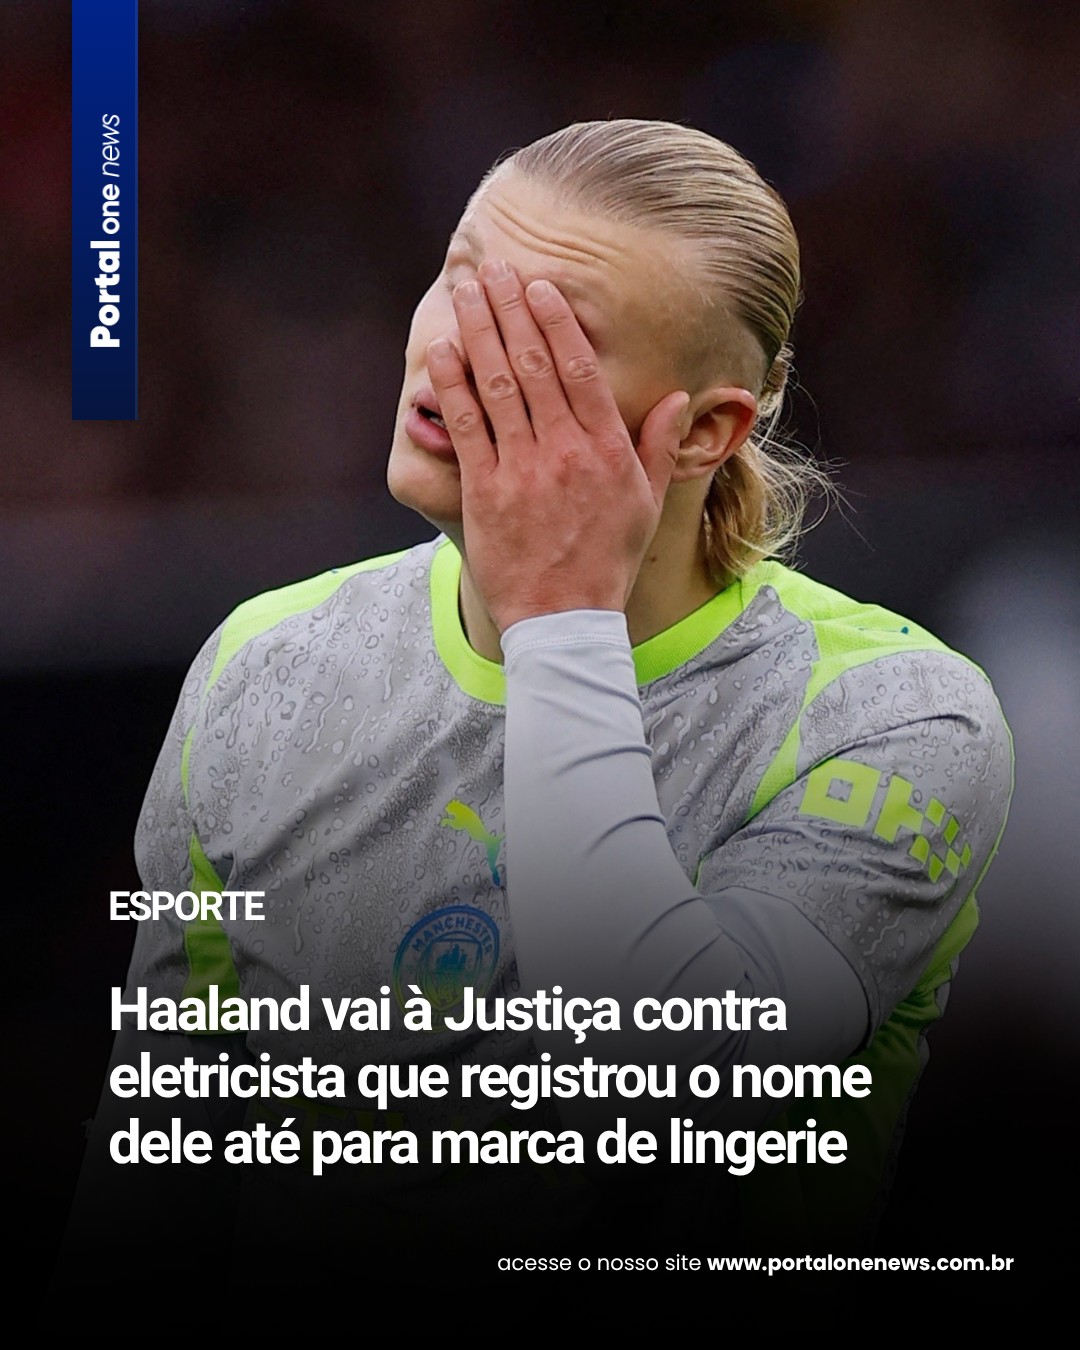 Portal one news
MANCHESTER
ESPORTE
Haaland vai à Justiça contra
eletricista que registrou o nome
dele até para marca de lingerie
acesse o nosso site www.portalonenews.com.br